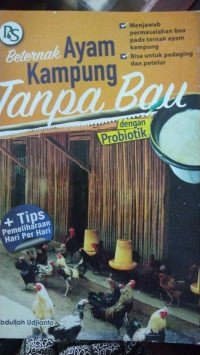 PS
✓ Menjawab
permasalahan bau
pada ternak ayam
kampung
✓ Bisa untuk pedaging
dan petelur
Beternak Ayam
Kampung
Tanpa Bau
dengan
Probiotik
+ Tips
Pemeliharaan
Hari Per Hari
bdullah Udjianto